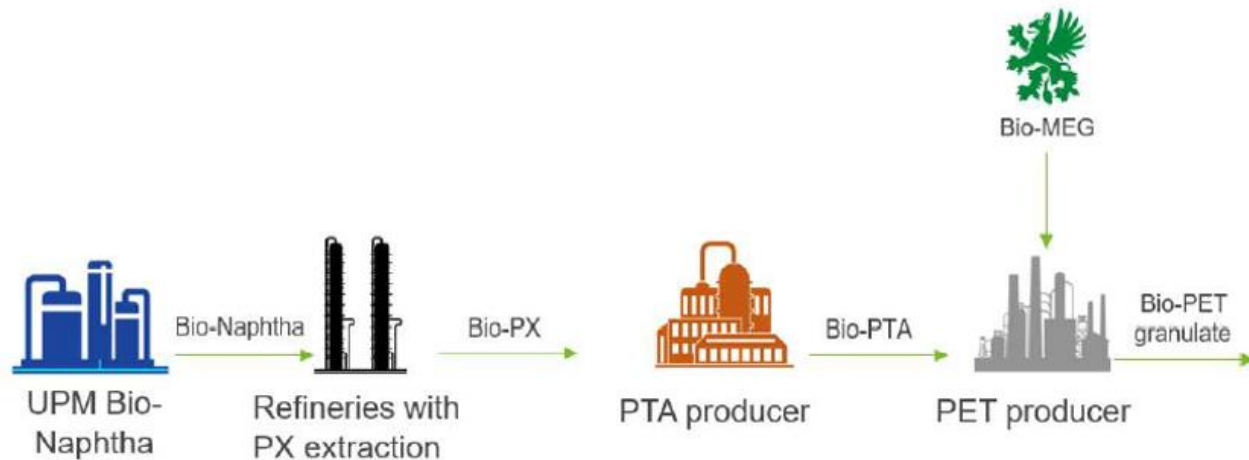 Bio-MEG
Bio-Naphtha
Bio-PX
Bio-PTA
Bio-PET
granulate
UPM Bio-
Naphtha
Refineries with
PX extraction
PTA producer
PET producer